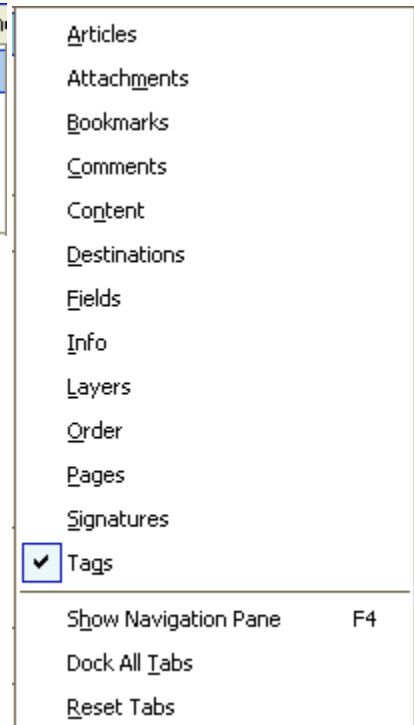 Articles
Attachments
Bookmarks
Comments
Content
Destinations
Fields
Info
Layers
Order
Pages
Signatures
Tags
Show Navigation Pane F4
Dock All Tabs
Reset Tabs